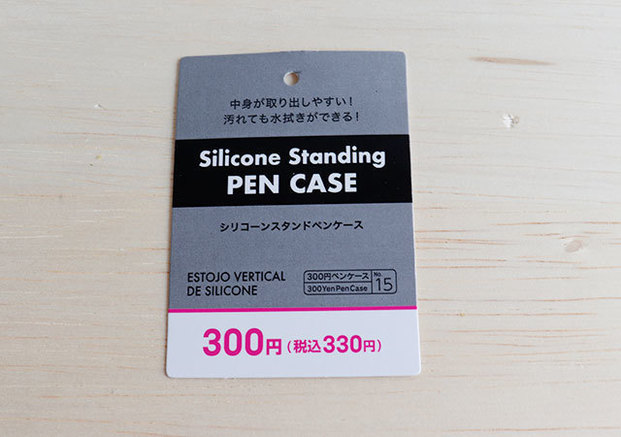 中身が取り出しやすい！
汚れても水拭きができる！
Silicone Standing
PEN CASE
シリコーンスタンドペンケース
ESTOJO VERTICAL
DE SILICONE
300円ペンケース
300YenPenCase
No.
15
300円（税込330円）